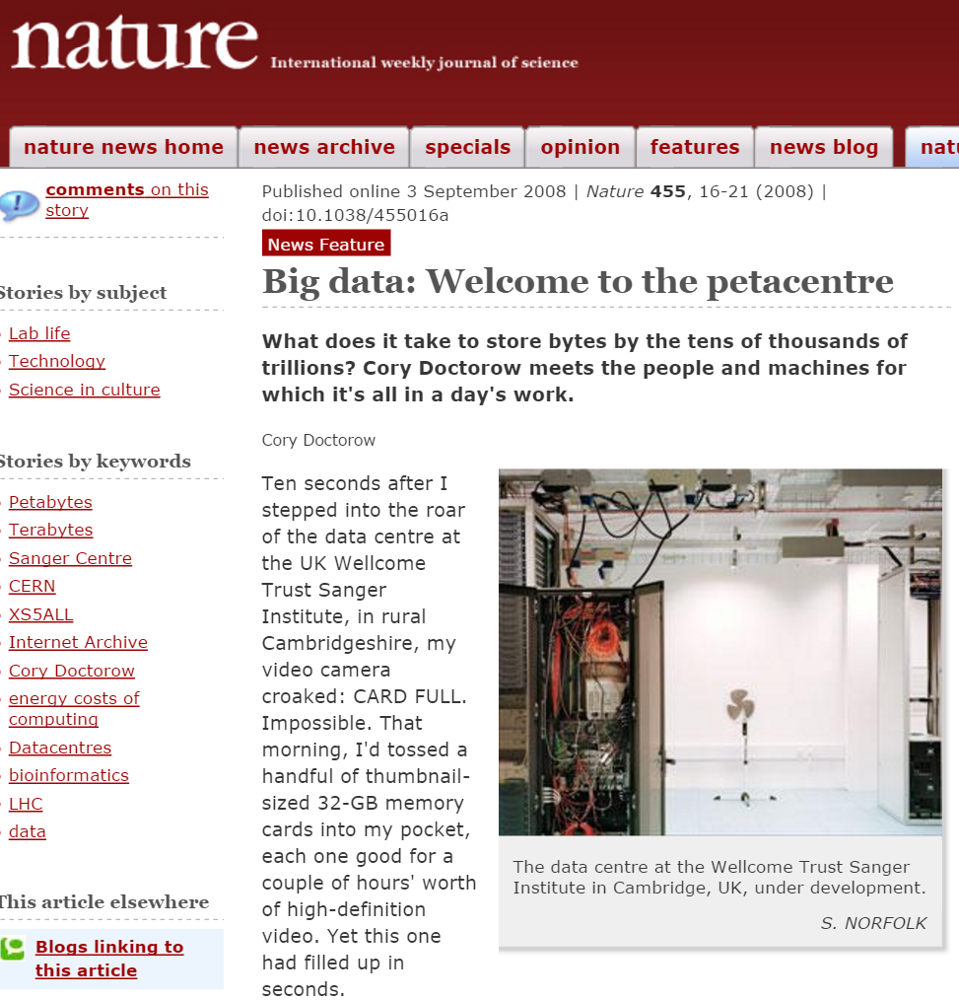 nature International weekly journal of science
nature news home news archive specials opinion features news blog
comments on this
story
Stories by subject
Lab life
Technology
Science in culture
Stories by keywords
Petabytes
Terabytes
Sanger Centre
CERN
XS5ALL
Internet Archive
Cory Doctorow
energy costs of
computing
Datacentres
bioinformatics
LHC
data
This article elsewhere
Blogs linking to
this article
Published online 3 September 2008 | Nature 455, 16-21 (2008) |
doi:10.1038/455016a
News Feature
Big data: Welcome to the petacentre
What does it take to store bytes by the tens of thousands of
trillions? Cory Doctorow meets the people and machines for
which it's all in a day's work.
Cory Doctorow
Ten seconds after I
stepped into the roar
of the data centre at
the UK Wellcome
Trust Sanger
Institute, in rural
Cambridgeshire, my
video camera
croaked: CARD FULL.
Impossible. That
morning, I'd tossed a
handful of thumbnail-
sized 32-GB memory
cards into my pocket,
each one good for a
couple of hours' worth
of high-definition
video. Yet this one
had filled up in
seconds.
The data centre at the Wellcome Trust Sanger
Institute in Cambridge, UK, under development.
S. NORFOLK